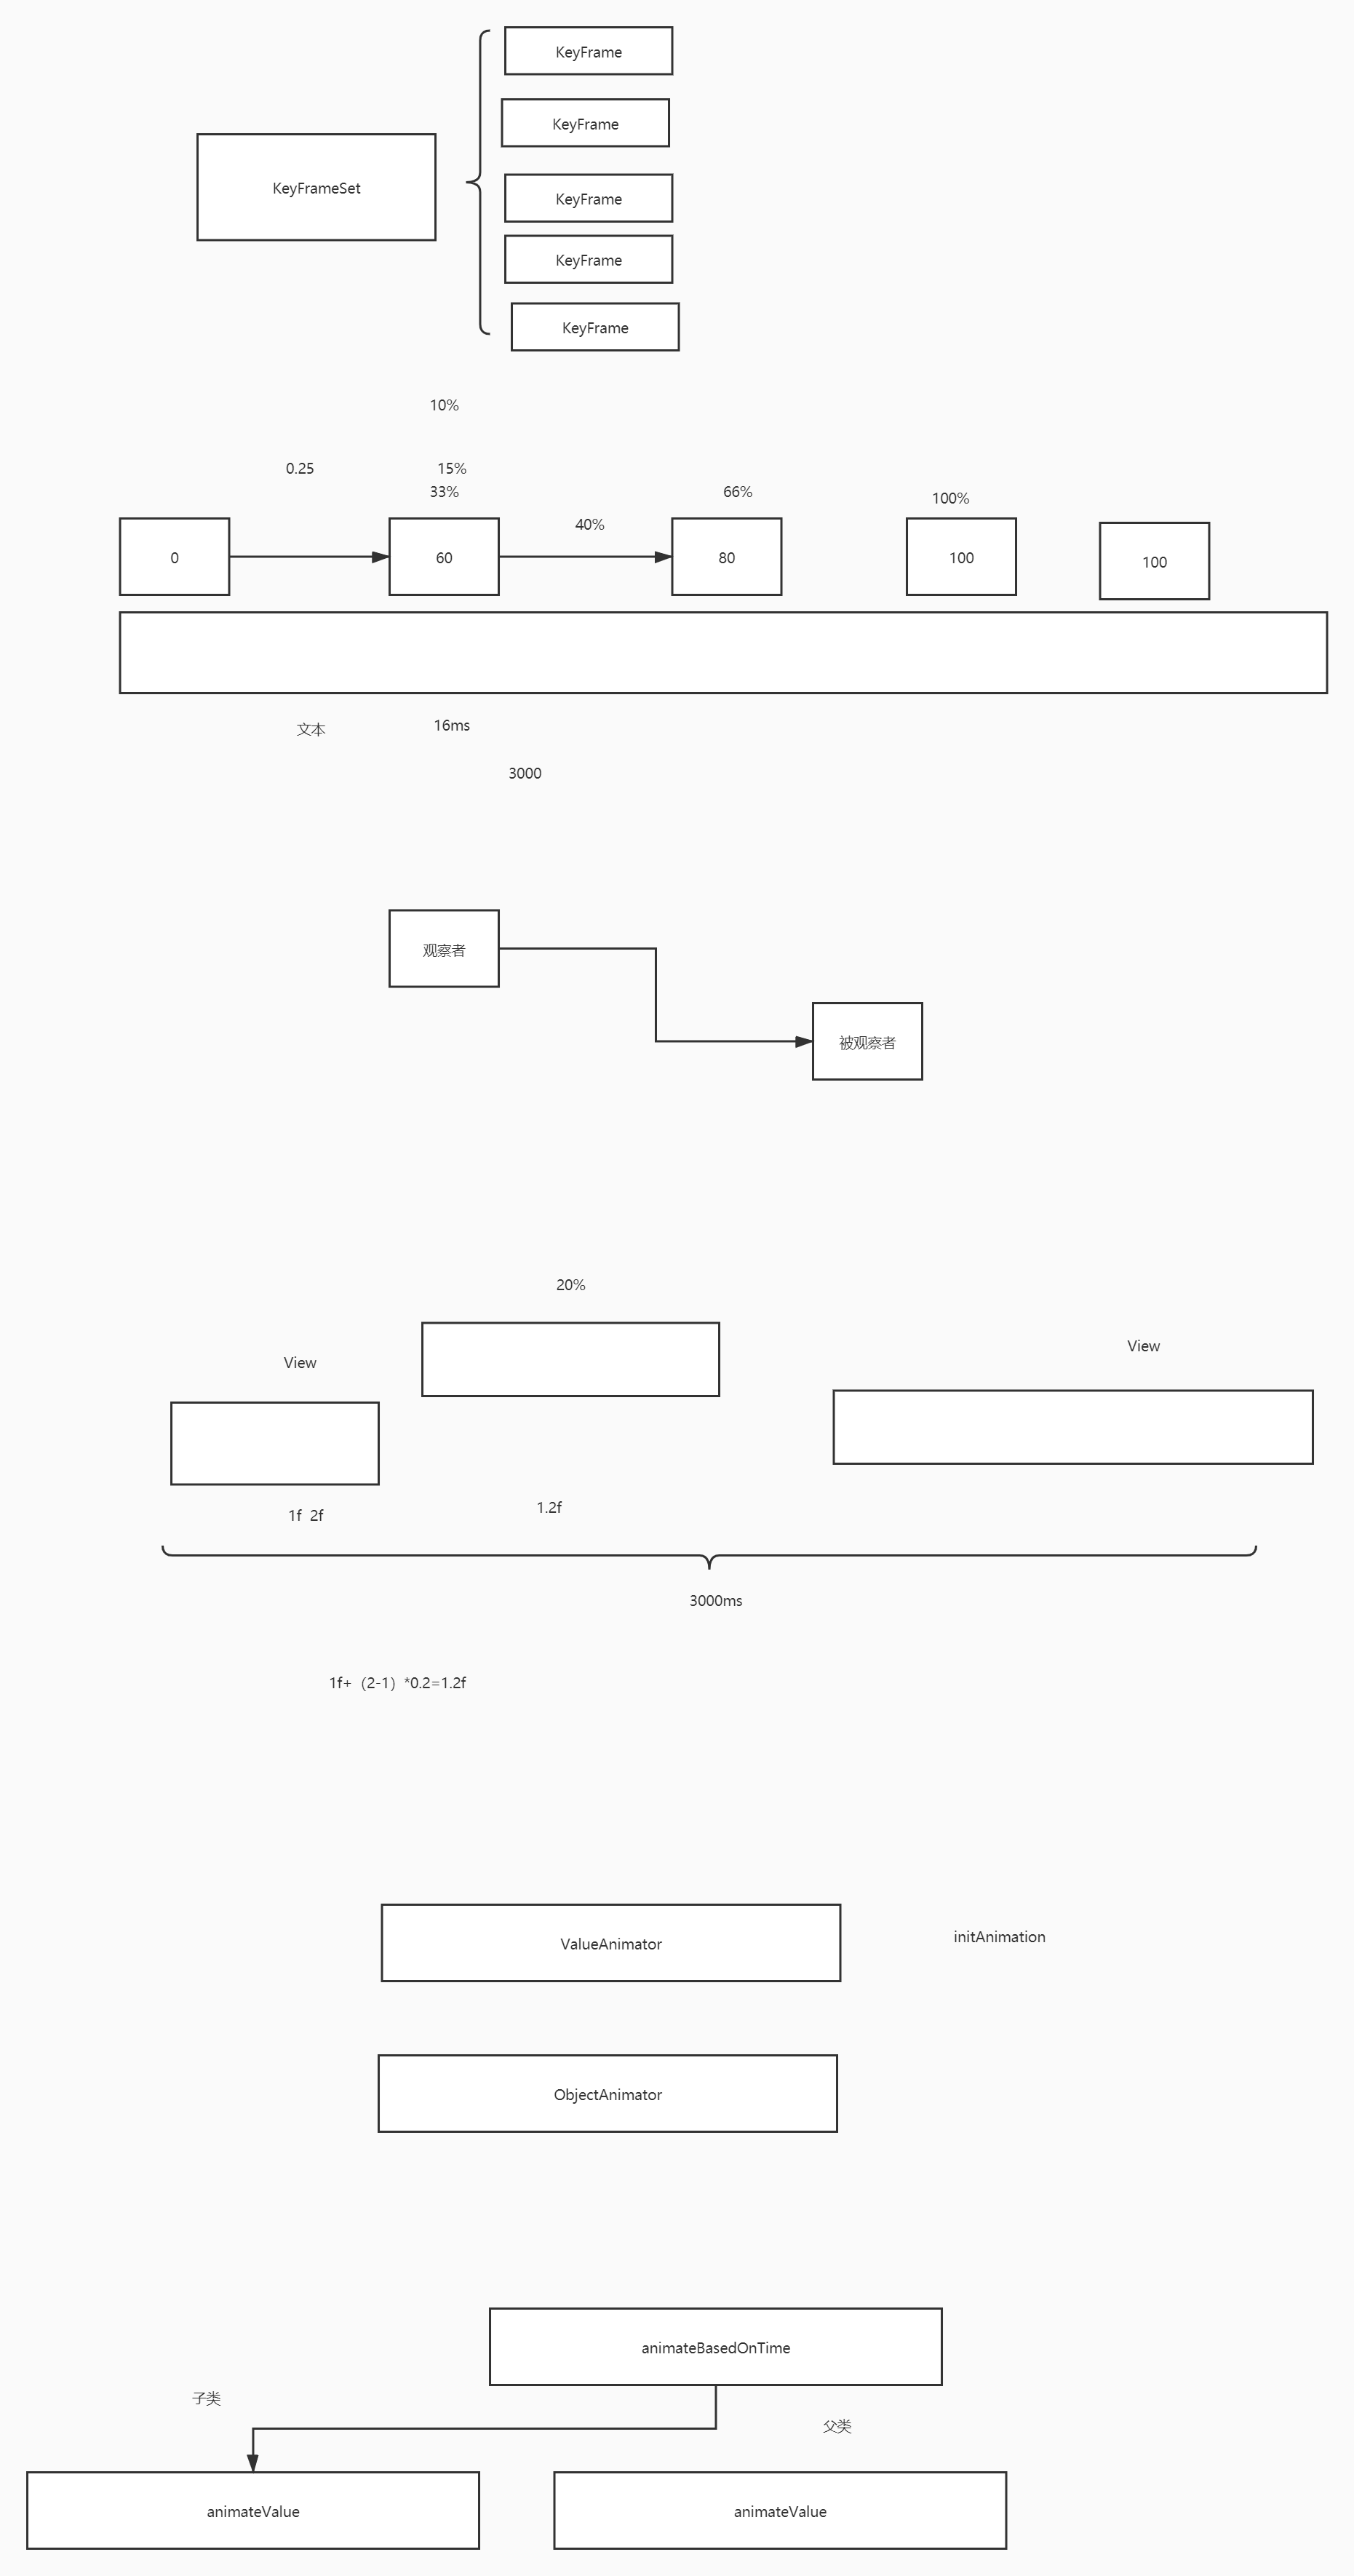 KeyFrame
KeyFrame
KeyFrameSet
KeyFrame
KeyFrame
KeyFrame
10%
0.25
15%
33%
66%
100%
40%
0
60
80
100
100
文本
16ms
3000
观察者
被观察者
20%
View
View
1f  2f
1.2f
3000ms
1f+（2-1）*0.2=1.2f
ValueAnimator
initAnimation
ObjectAnimator
animateBasedOnTime
子类
父类
animateValue
animateValue